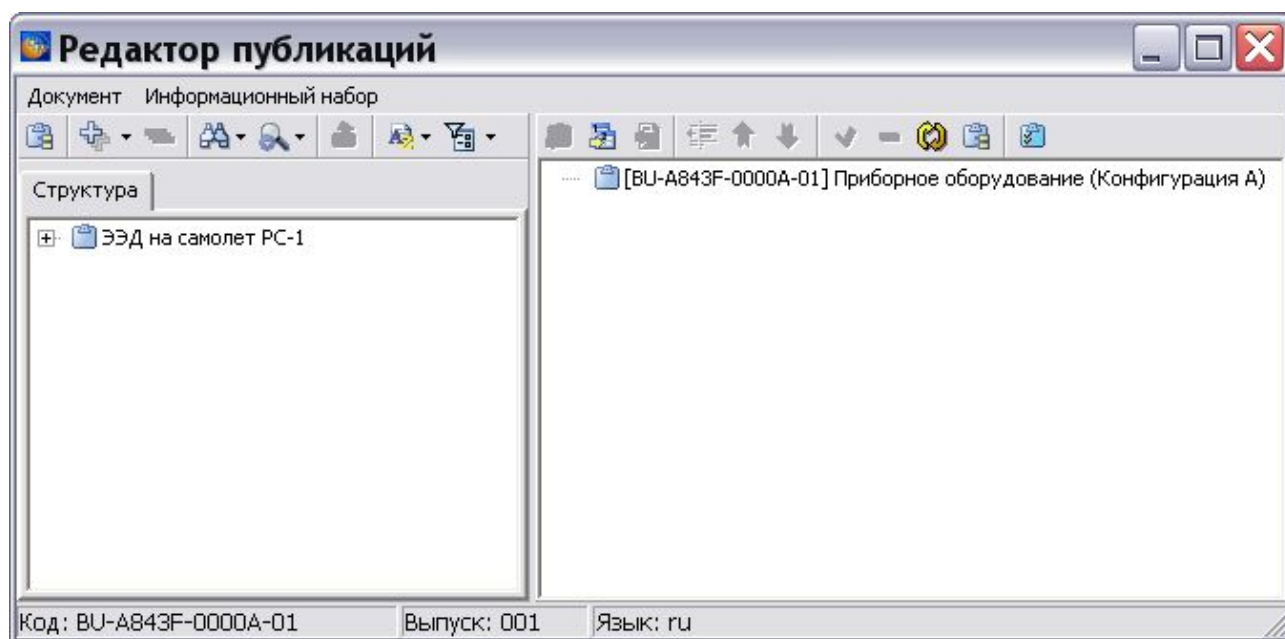 Редактор публикаций
Документ Информационный набор
Структура
ЭЭД на самолет РС-1
[BU-A843F-0000A-01] Приборное оборудование (Конфигурация А)
Код: BU-A843F-0000A-01 Выпуск: 001 Язык: ru